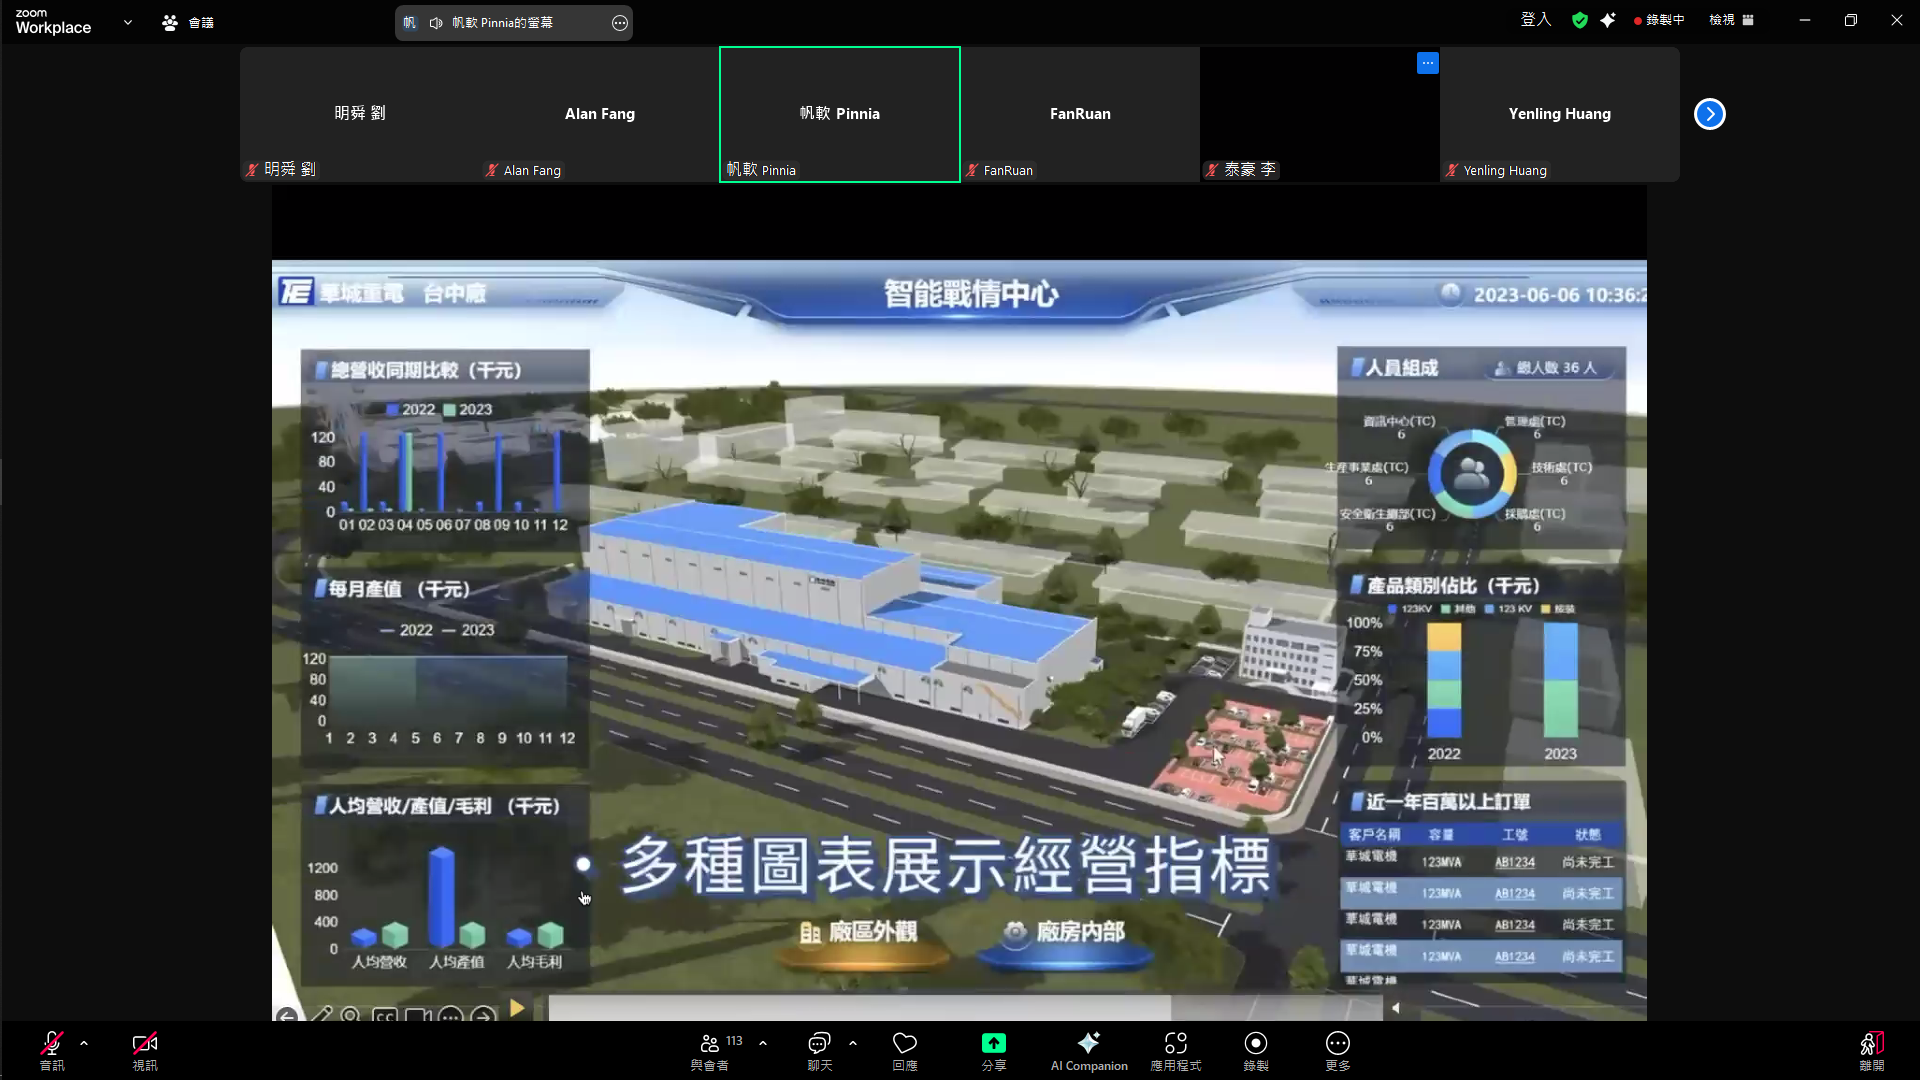 zoom
Workplace
會議
帆 帆軟 Pinnia的螢幕
登入
錄製中
檢視
明舜 劉
Alan Fang
帆軟 Pinnia
FanRuan
Yenling Huang
明舜 劉
Alan Fang
帆軟 Pinnia
FanRuan
泰豪 李
Yenling Huang
華城重電 台中廠
智能戰情中心
2023-06-06 10:36:2
總營收同期比較（千元）
2022 2023
120
80
40
0
01 02 03 04 05 06 07 08 09 10 11 12
每月產值 （千元）
2022 2023
120
80
40
0
1 2 3 4 5 6 7 8 9 10 11 12
人均營收/產值/毛利 （千元）
1200
800
400
0
人均營收 人均產值 人均毛利
人員組成
總人數 36 人
資訊中心(TC)
6
管理處(TC)
6
生產事業處(TC)
6
技術處(TC)
6
安全衛生總部(TC)
6
採購處(TC)
6
產品類別佔比（千元）
123KV 其他 123 KV
100%
75%
50%
25%
0%
2022 2023
近一年百萬以上訂單
客戶名稱 容量 工號 狀態
華城電機 123MVA AB1234 尚未完工
華城電機 123MVA AB1234 尚未完工
華城電機 123MVA AB1234 尚未完工
華城電機 123MVA AB1234 尚未完工
多種圖表展示經營指標
廠區外觀
廠房內部
音訊
視訊
113
與會者
聊天
回應
分享
AI Companion
應用程式
錄製
更多
離開